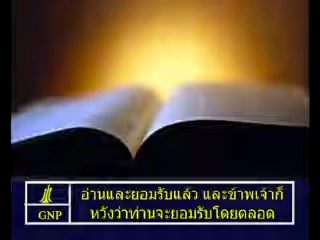 อ่านและยอมรับแล้ว และข้าพเจ้าก็
หวังว่าท่านจะยอมรับโดยตลอด
GNP